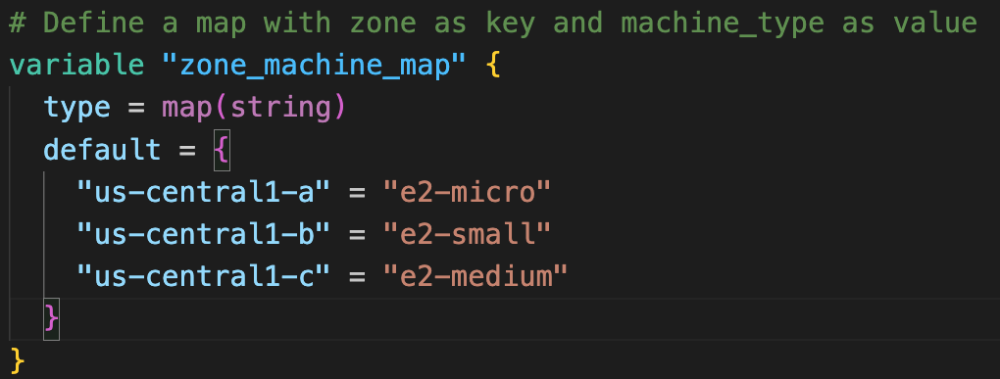 # Define a map with zone as key and machine_type as value
variable "zone_machine_map" {
  type = map(string)
  default = {
    "us-central1-a" = "e2-micro"
    "us-central1-b" = "e2-small"
    "us-central1-c" = "e2-medium"
  }
}